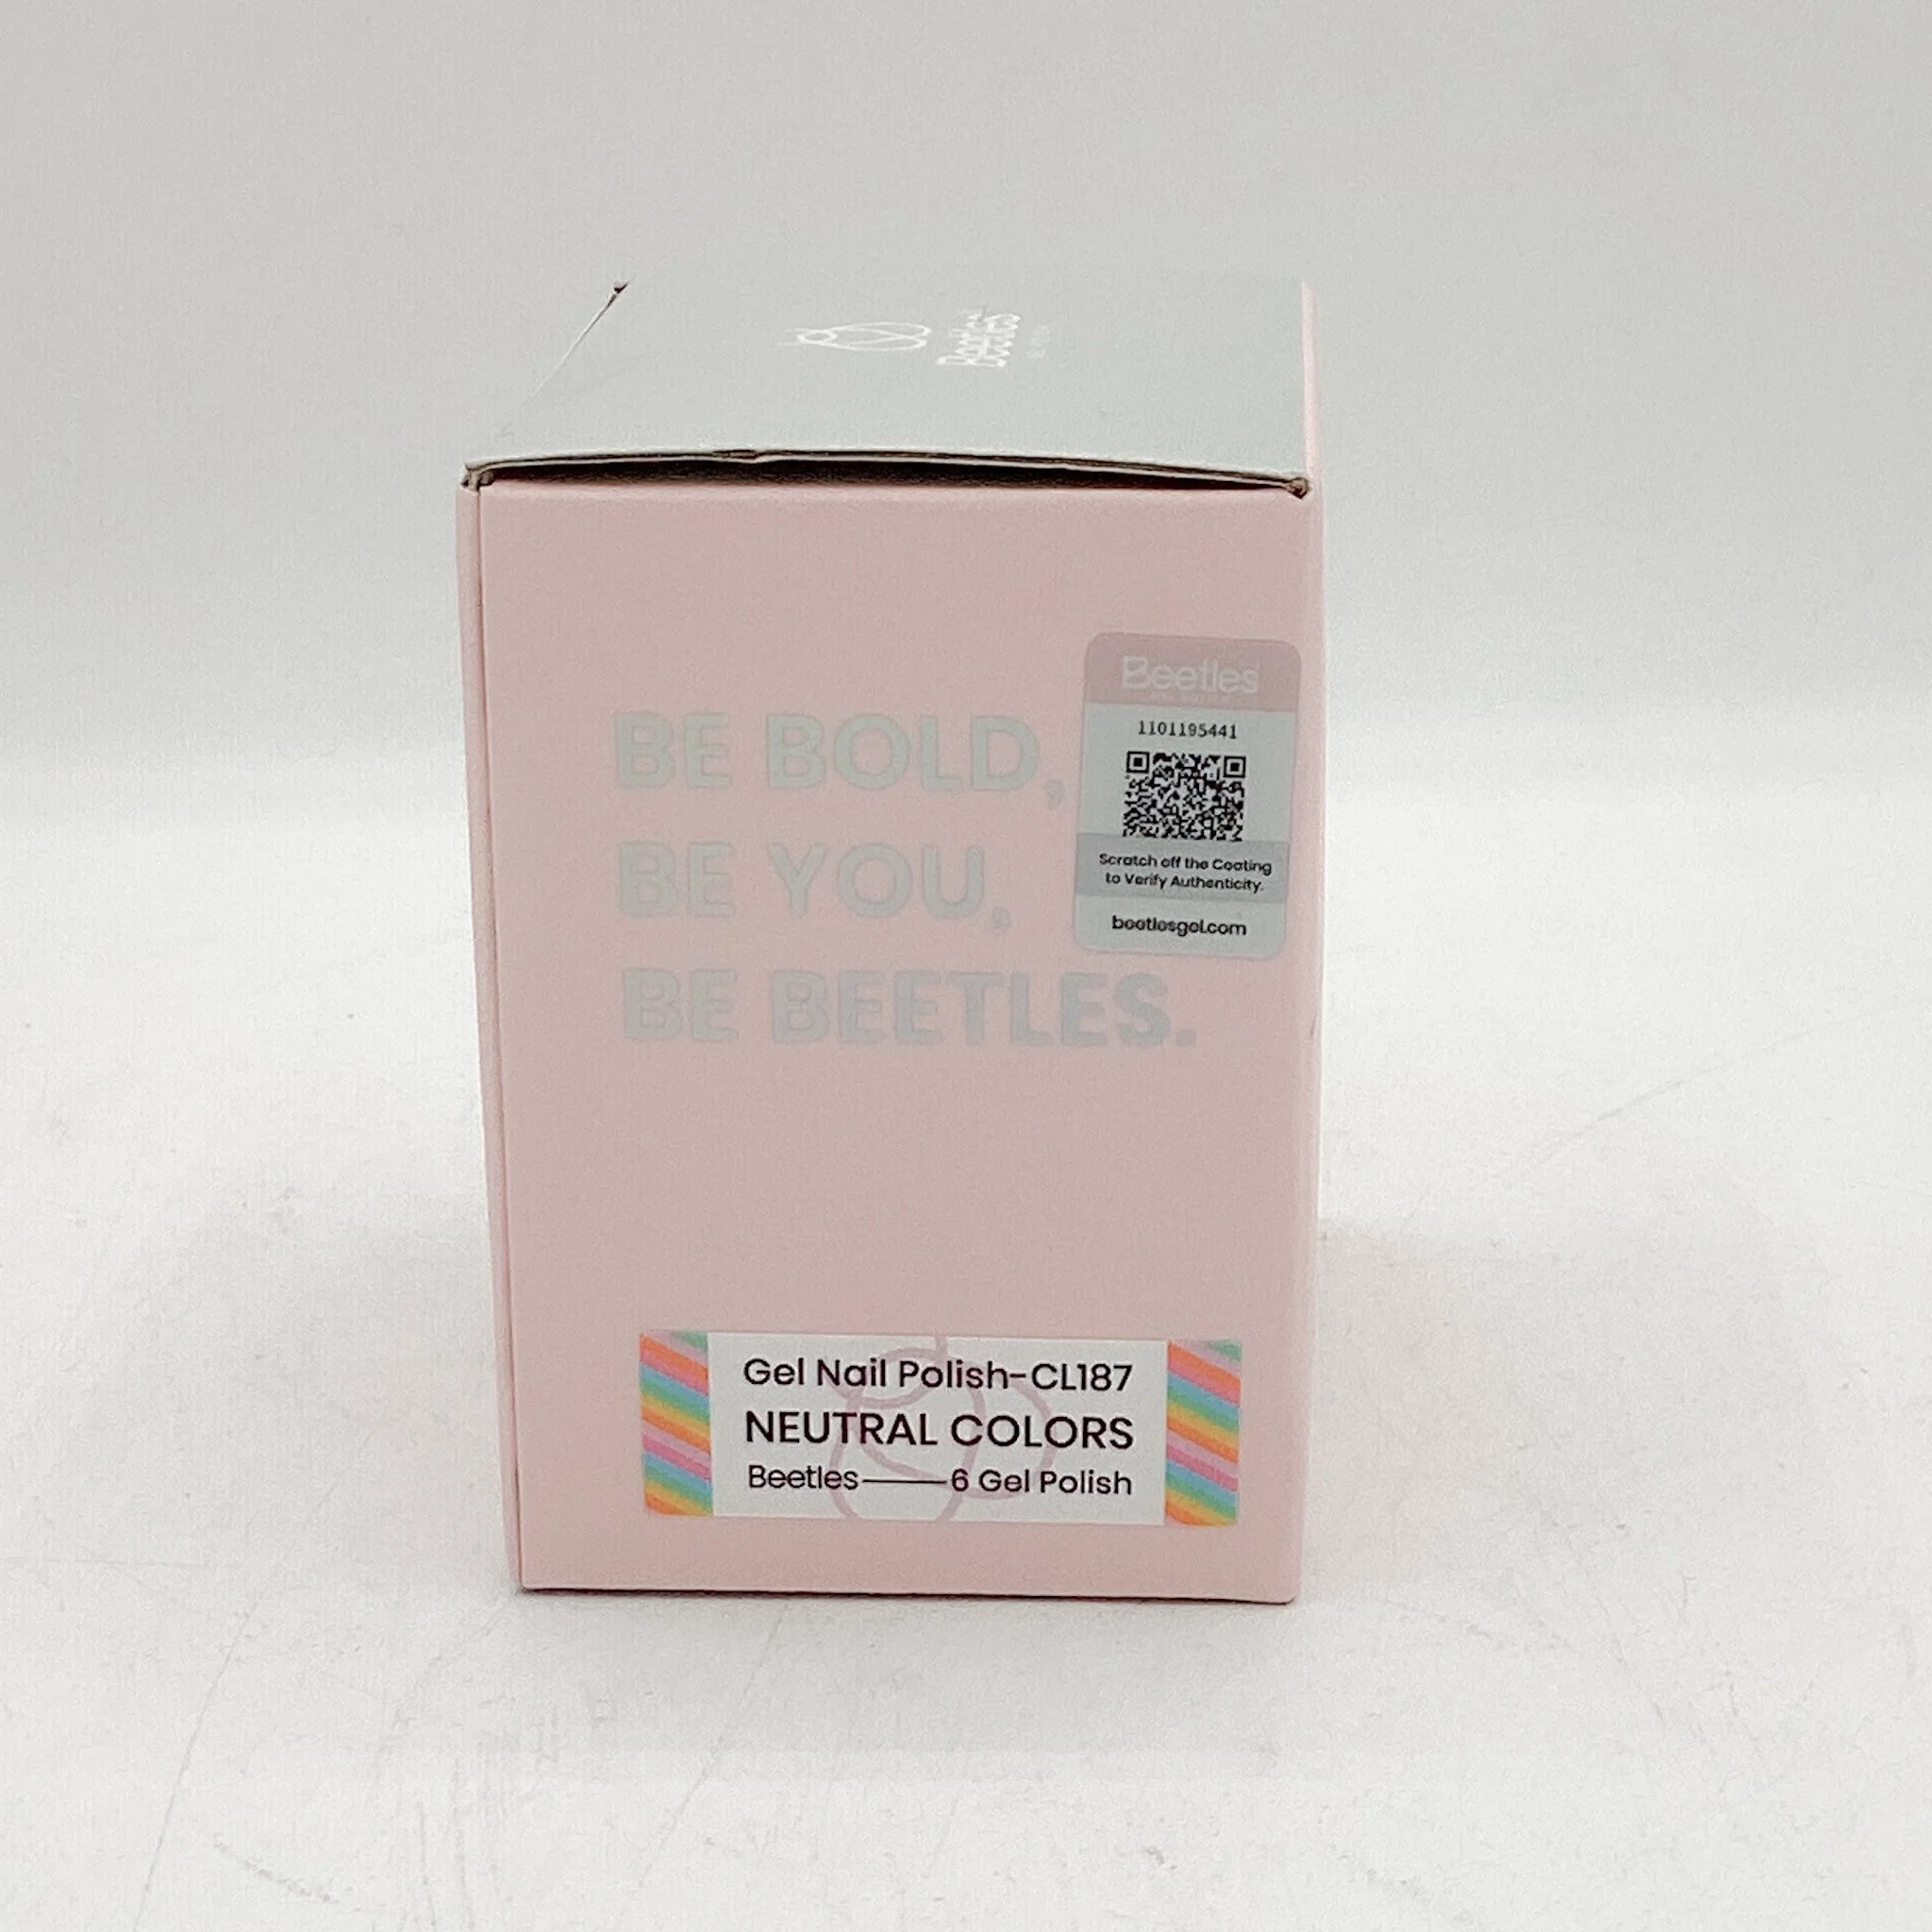 Beetles
BE BOLD,
BE YOU,
BE BEETLES.
Beetles
1101195441
Scratch off the Coating
to Verify Authenticity.
beetlesgel.com
Gel Nail Polish-CL187
NEUTRAL COLORS
Beetles——6 Gel Polish